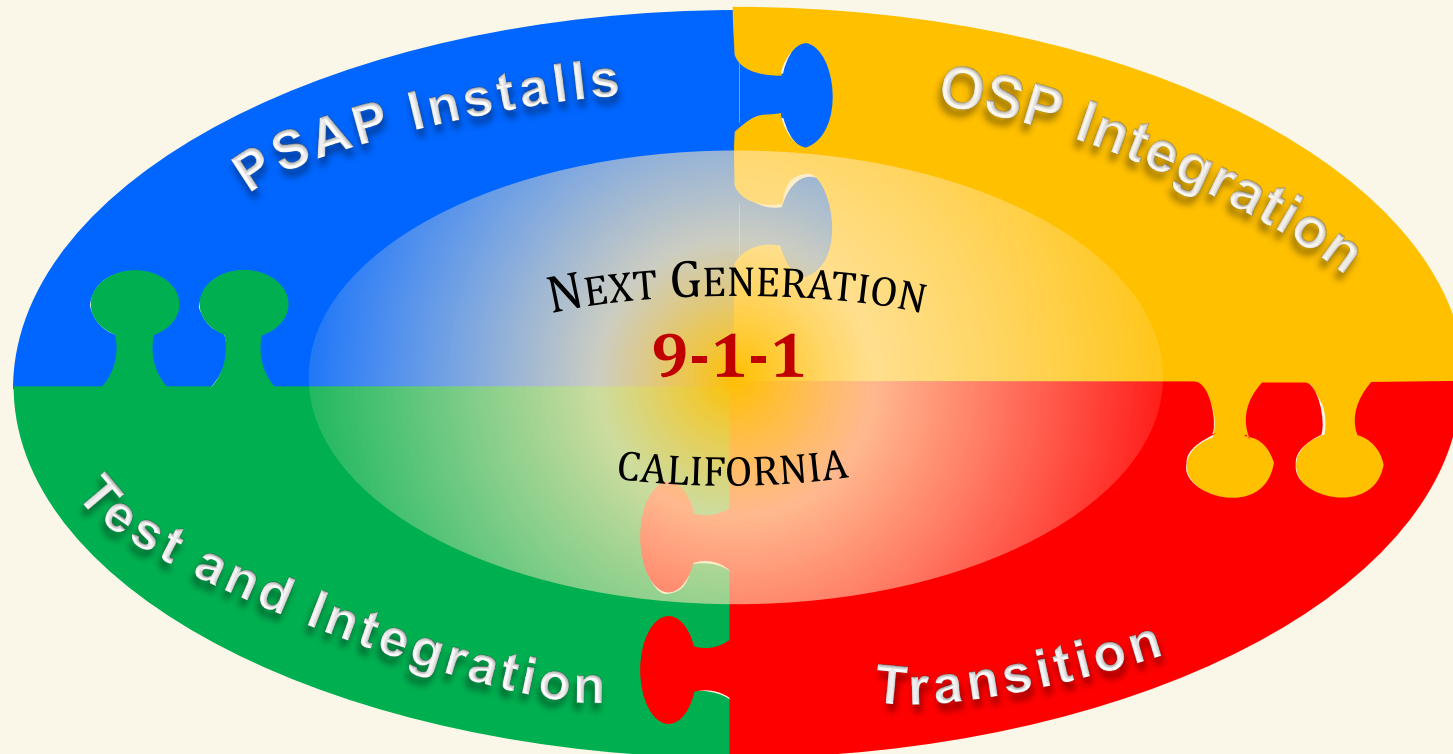 PSAP Installs
OSP Integration
NEXT GENERATION
9-1-1
CALIFORNIA
Test and Integration
Transition